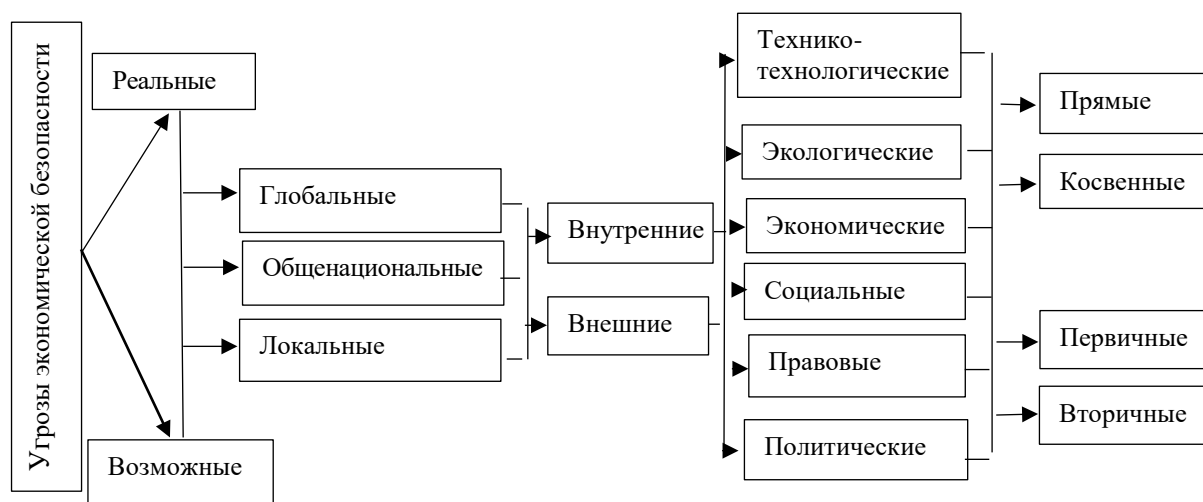 Угрозы экономической безопасности
Реальные
Возможные
Глобальные
Общенациональные
Локальные
Внутренние
Внешние
Технико-
технологические
Экологические
Экономические
Социальные
Правовые
Политические
Прямые
Косвенные
Первичные
Вторичные